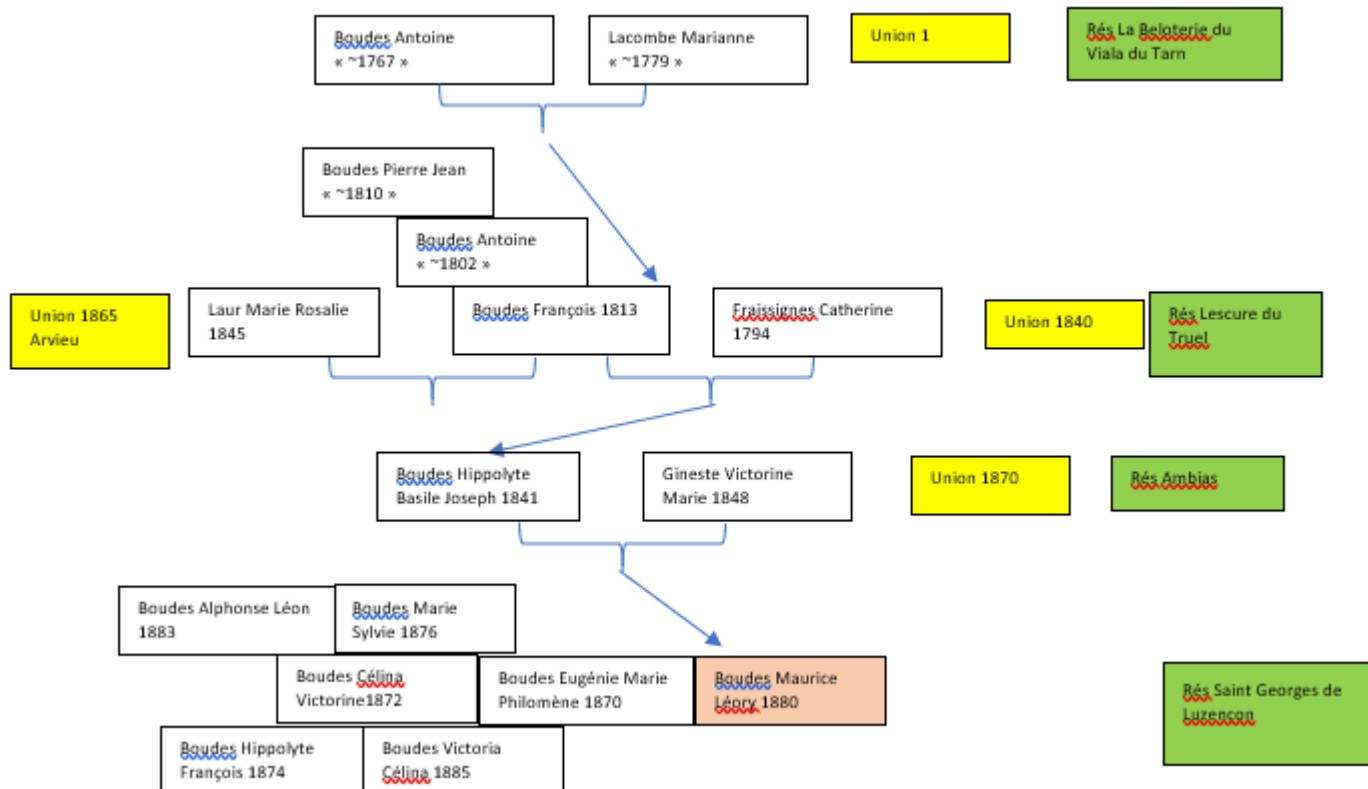 Boudes Antoine
« ~1767 »
Lacombe Marianne
« ~1779 »
Union 1
Rés La Beloterie du
Viala du Tarn
Boudes Pierre Jean
« ~1810 »
Boudes Antoine
« ~1802 »
Union 1865
Arvieu
Laur Marie Rosalie
1845
Boudes François 1813
Fraissignes Catherine
1794
Union 1840
Rés Lescure du
Truel
Boudes Hippolyte
Basile Joseph 1841
Gineste Victorine
Marie 1848
Union 1870
Rés Ambias
Boudes Alphonse Léon
1883
Boudes Marie
Sylvie 1876
Boudes Célina
Victorine1872
Boudes Eugénie Marie
Philomène 1870
Boudes Maurice
Léory 1880
Rés Saint Georges de
Luzençon
Boudes Hippolyte
François 1874
Boudes Victoria
Célina 1885